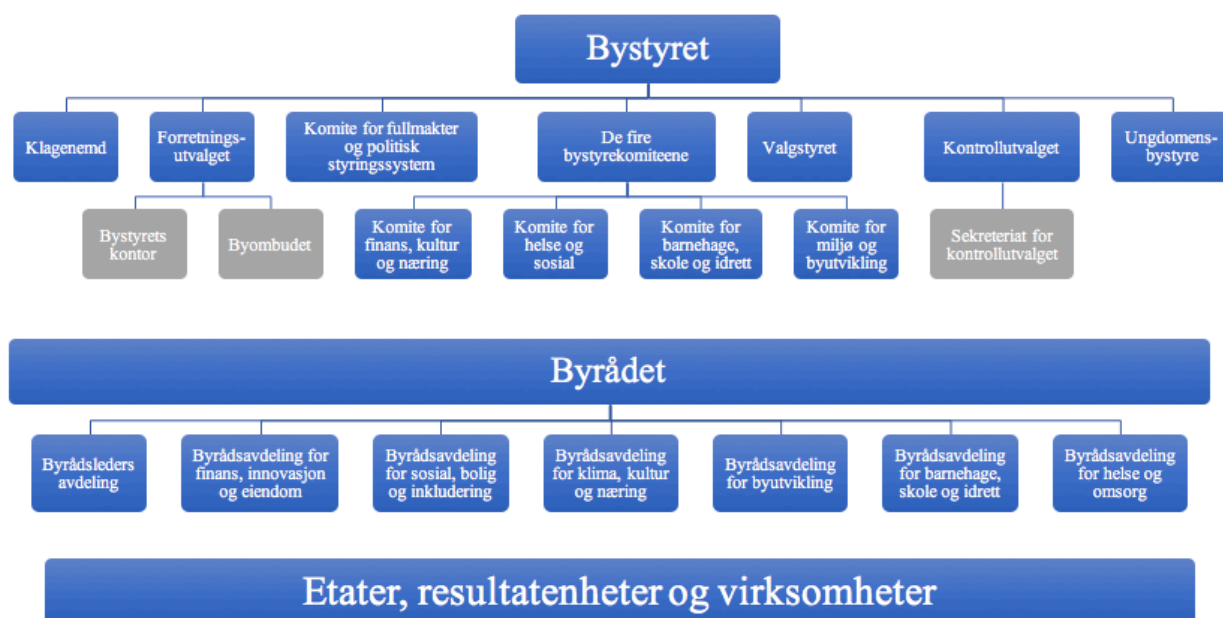 Bystyret
Klagenemd
Forretnings-
utvalget
Komite for
fullmakter
og politisk
styringssystem
De fire
bystyrekomiteene
Valgstyret
Kontrollutvalget
Ungdomens-
bystyre
Bystyrets
kontor
Byombudet
Komite for
finans, kultur
og næring
Komite for
helse og
sosial
Komite for
barnehage,
skole og idrett
Komite for
miljø og
byutvikling
Sekreteriat for
kontrollutvalget
Byrådet
Byrådsleders
avdeling
Byrådsavdeling for
finans, innovasjon
og eiendom
Byrådsavdeling
for sosial, bolig
og inkludering
Byrådsavdeling
for klima, kultur
og næring
Byrådsavdeling
for byutvikling
Byrådsavdeling
for barnehage,
skole og idrett
Byrådsavdeling
for helse og
omsorg
Etater, resultatenheter og virksomheter